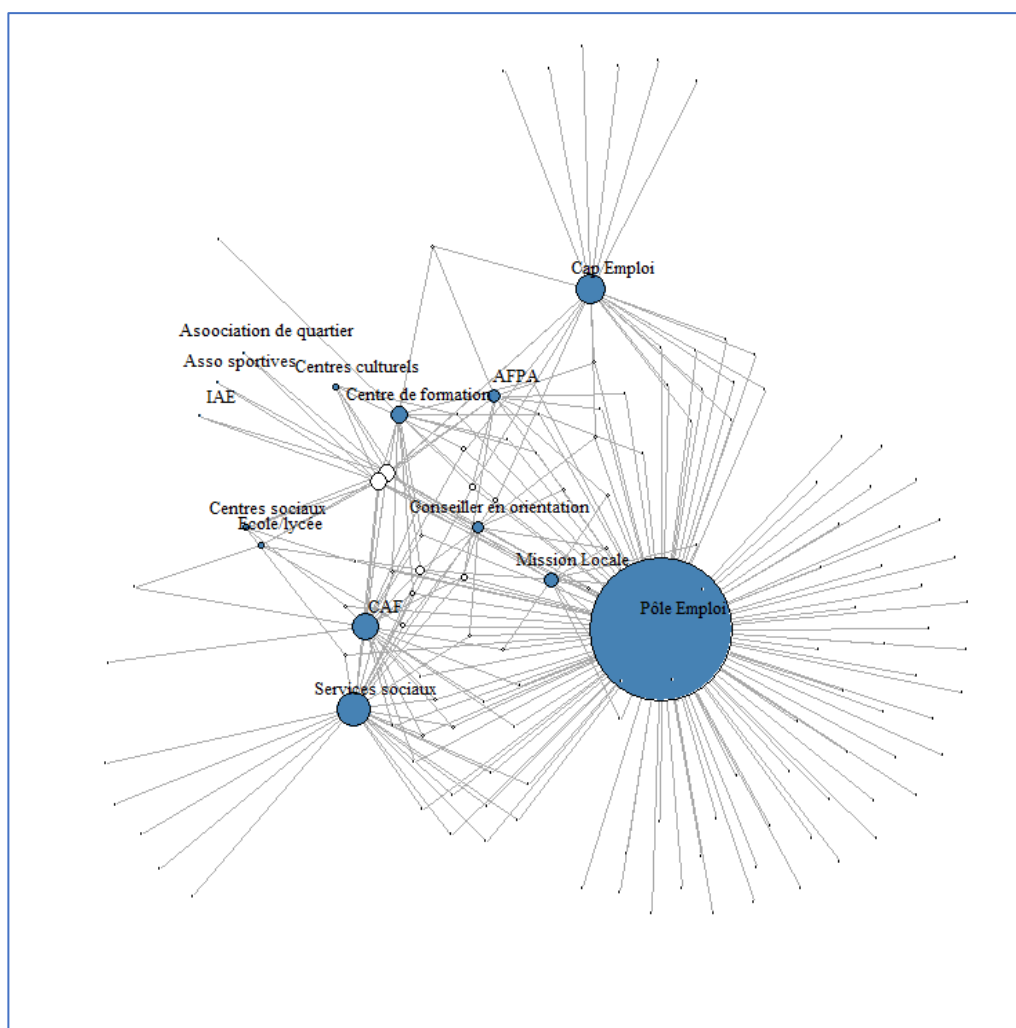 Cap Emploi
Asoociation de quartier
Asso sportives
Centres culturels
AFPA
IAE
Centre de formation
Centres sociaux
Conseiller en orientation
Ecole/lycée
Mission Locale
CAF
Pôle Emploi
Services sociaux